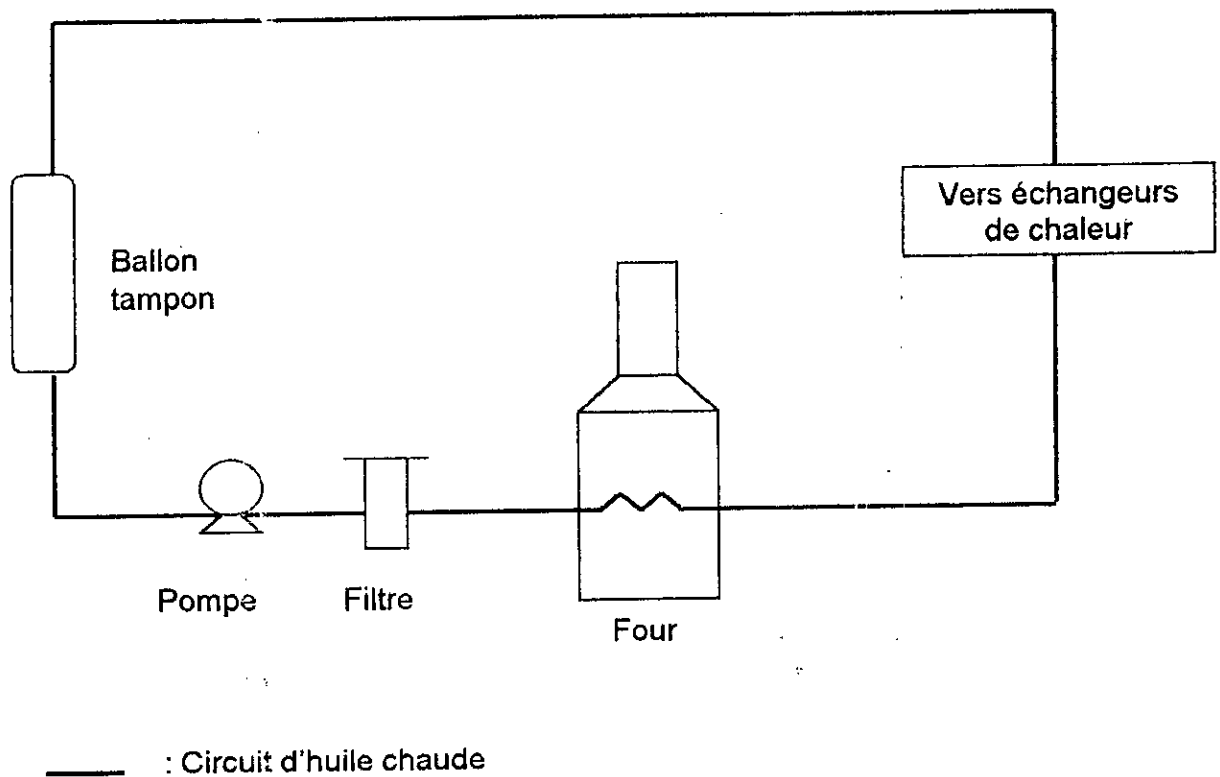 Vers échangeurs
de chaleur
Ballon
tampon
Pompe
Filtre
Four
: Circuit d'huile chaude